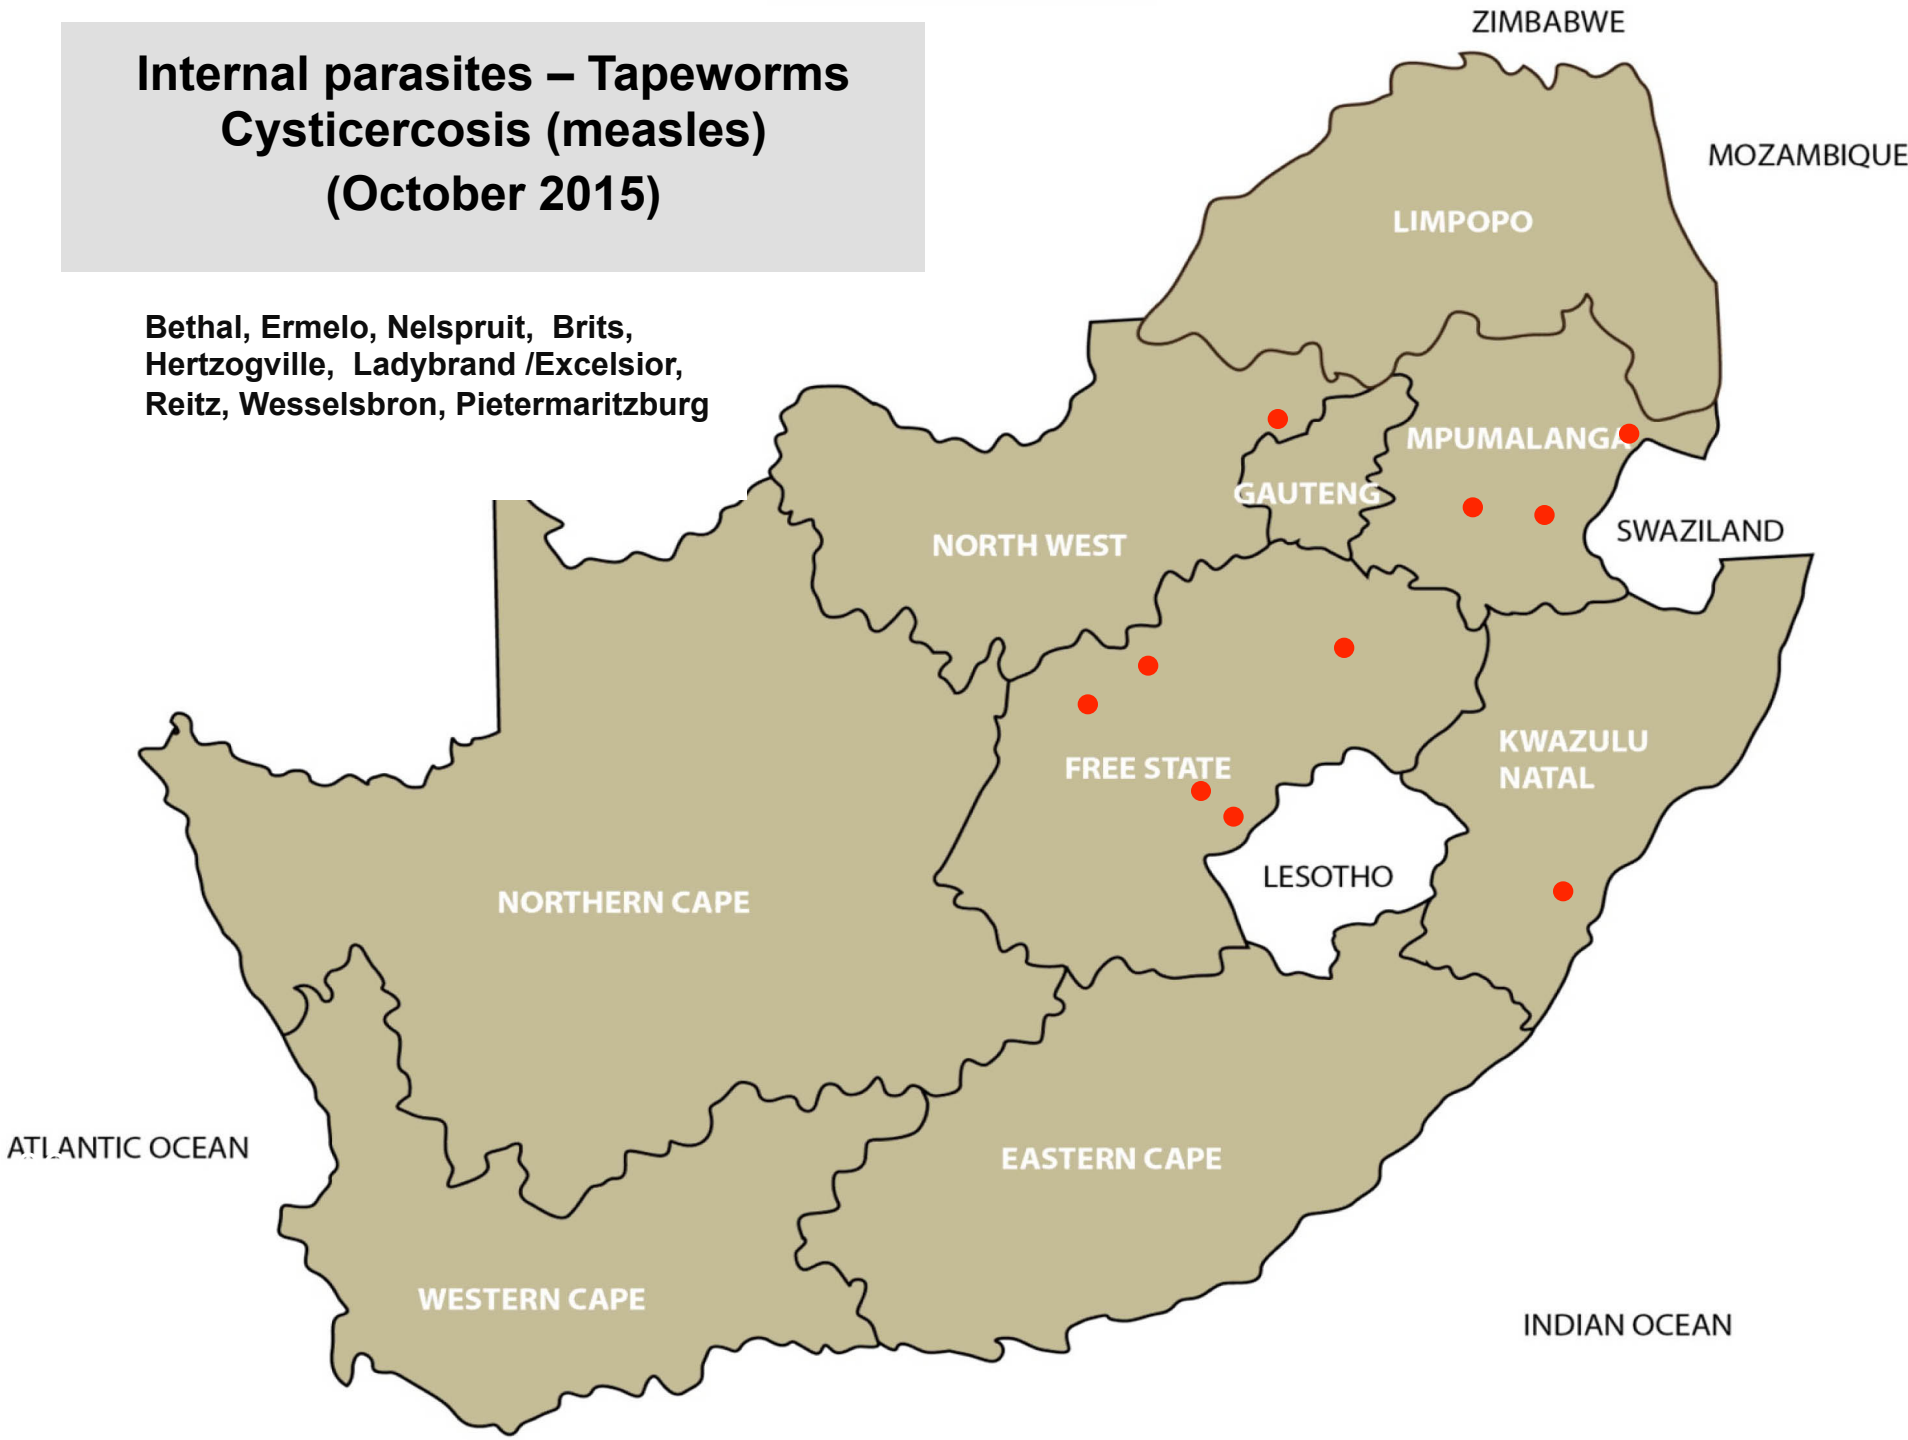 Internal parasites – Tapeworms
Cysticercosis (measles)
(October 2015)
Bethal, Ermelo, Nelspruit,  Brits,
Hertzogville,  Ladybrand /Excelsior,
Reitz, Wesselsbron, Pietermaritzburg
ZIMBABWE
MOZAMBIQUE
LIMPOPO
MPUMALANGA
GAUTENG
NORTH WEST
SWAZILAND
KWAZULU
NATAL
FREE STATE
LESOTHO
NORTHERN CAPE
ATLANTIC OCEAN
EASTERN CAPE
WESTERN CAPE
INDIAN OCEAN